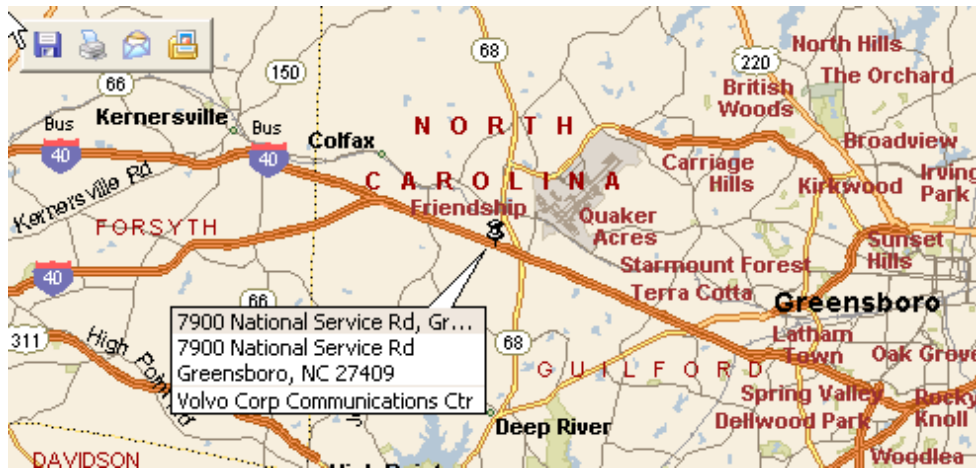 68
North Hills
220
The Orchard
150
66
British
Woods
Bus
Kernersville
Bus
NORTH
Broadview
40
40
Colfax
Carriage
Hills
Irving
Park
Kernersville Rd
CAROLINA
Kirkwood
Friendship
Quaker
Acres
FORSYTH
Sunset
Hills
40
Starmount Forest
66
Terra Cotta
Greensboro
7900 National Service Rd, Gr...
7900 National Service Rd
Greensboro, NC 27409
Volvo Corp Communications Ctr
311
High Point Rd
68
Latham
Town
Oak Grove
GUILFORD
Spring Valley
Dellwood Park
Rocky
Knoll
Deep River
DAVIDSON
Woodlea